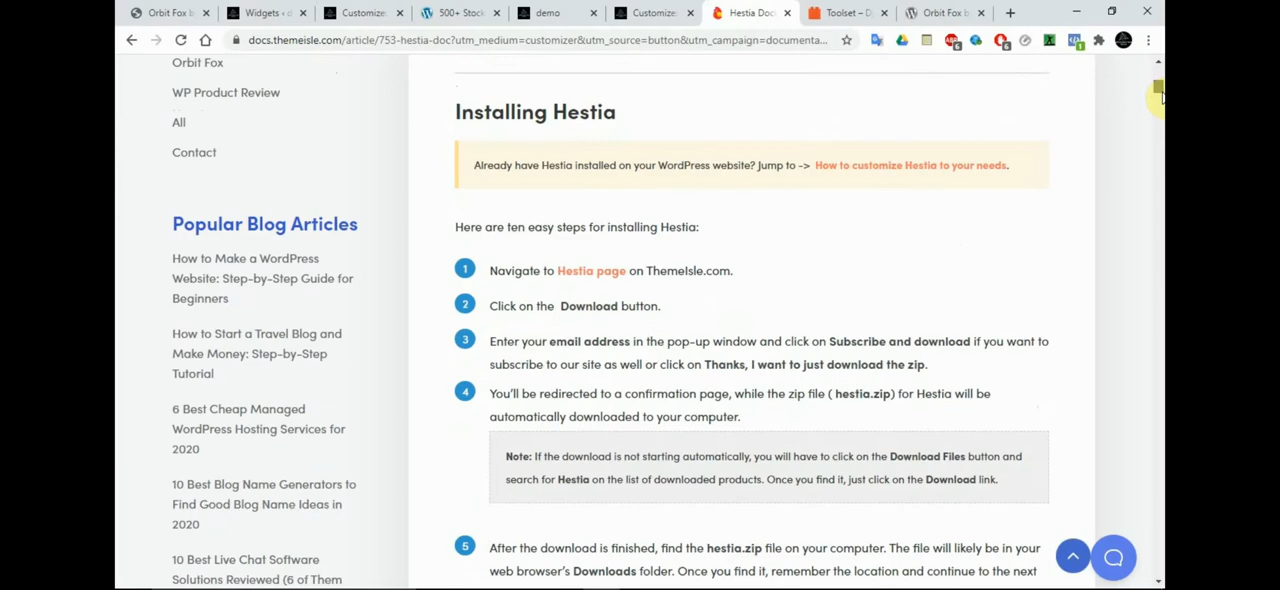 Orbit Fox b
Widgets ‹ d
Customize:
500+ Stock
demo
Customize:
Hestia Doc
Toolset – Dy
Orbit Fox b
docs.themeisle.com/article/753-hestia-doc?utm_medium=customizer&utm_source=button&utm_campaign=documenta...
Orbit Fox
WP Product Review
All
Contact
Popular Blog Articles
How to Make a WordPress
Website: Step-by-Step Guide for
Beginners
How to Start a Travel Blog and
Make Money: Step-by-Step
Tutorial
6 Best Cheap Managed
WordPress Hosting Services for
2020
10 Best Blog Name Generators to
Find Good Blog Name Ideas in
2020
10 Best Live Chat Software
Solutions Reviewed (6 of Them
Installing Hestia
Already have Hestia installed on your WordPress website? Jump to -> How to customize Hestia to your needs.
Here are ten easy steps for installing Hestia:
1 Navigate to Hestia page on ThemeIsle.com.
2 Click on the Download button.
3 Enter your email address in the pop-up window and click on Subscribe and download if you want to
subscribe to our site as well or click on Thanks, I want to just download the zip.
4 You'll be redirected to a confirmation page, while the zip file ( hestia.zip) for Hestia will be
automatically downloaded to your computer.
Note: If the download is not starting automatically, you will have to click on the Download Files button and
search for Hestia on the list of downloaded products. Once you find it, just click on the Download link.
5 After the download is finished, find the hestia.zip file on your computer. The file will likely be in your
web browser's Downloads folder. Once you find it, remember the location and continue to the next